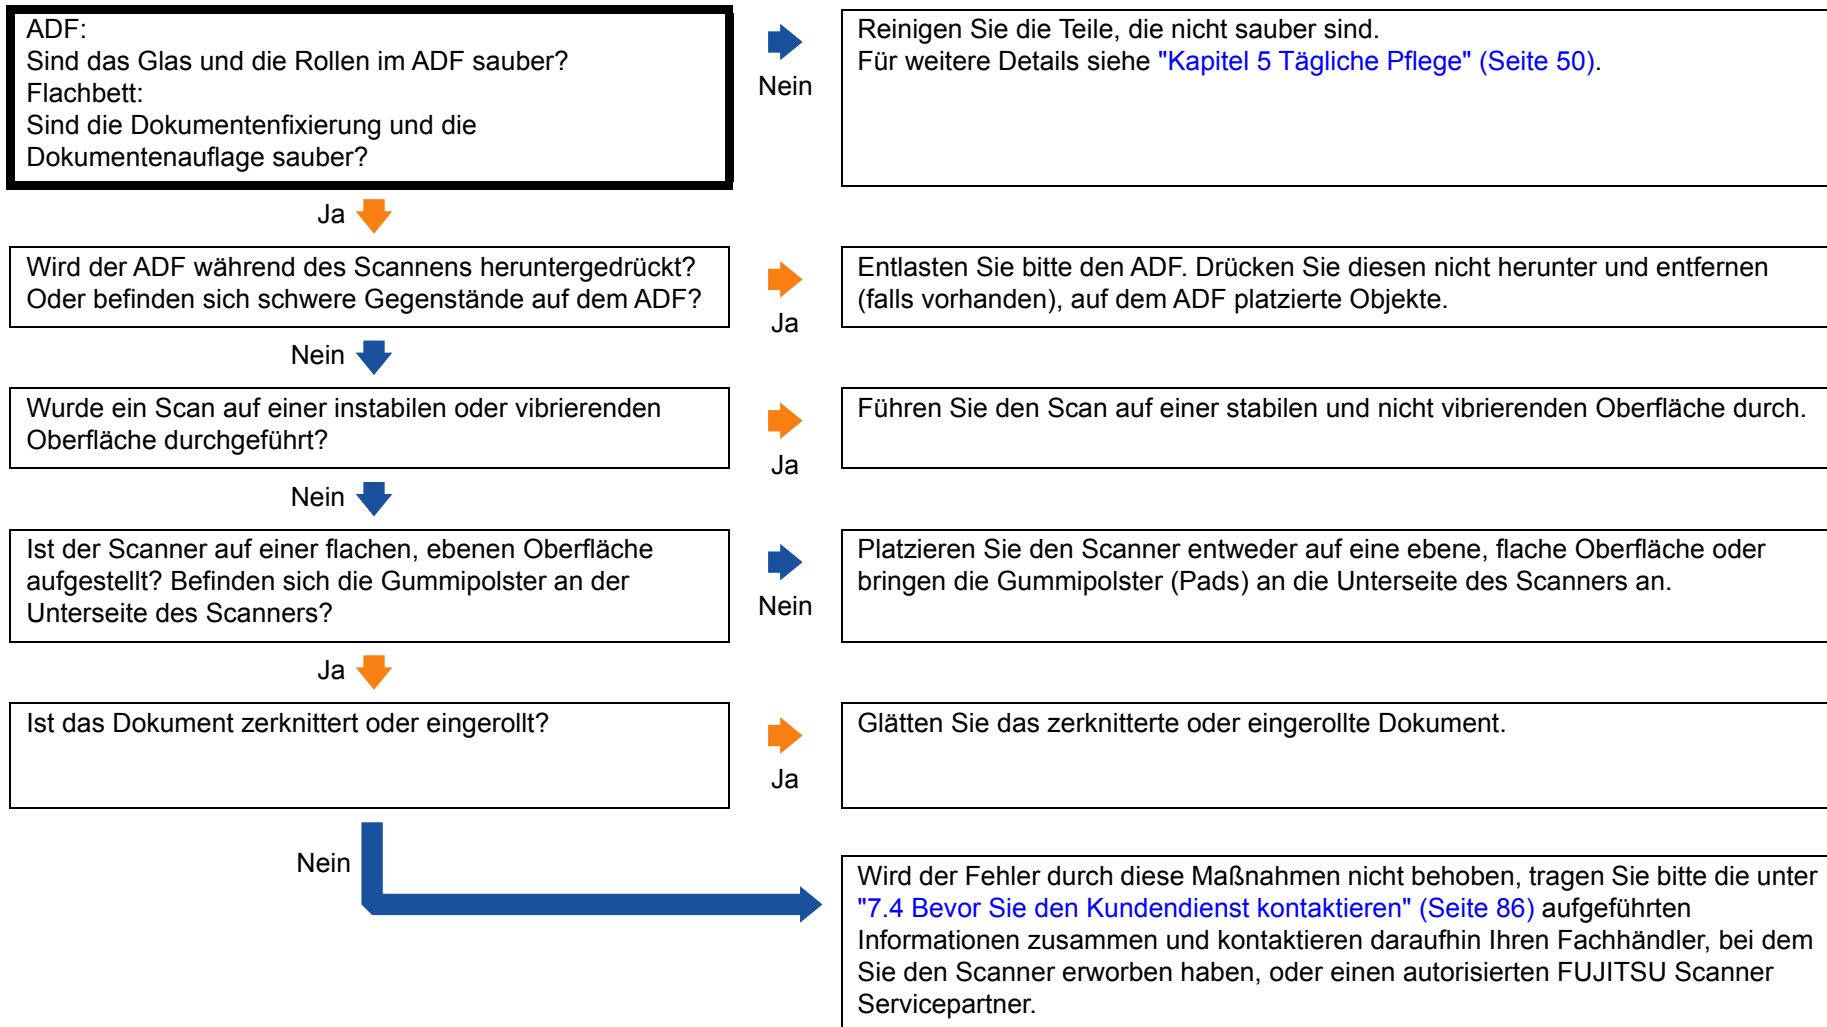 ADF:
Sind das Glas und die Rollen im ADF sauber?
Flachbett:
Sind die Dokumentenfixierung und die
Dokumentenauflage sauber?
Nein
Reinigen Sie die Teile, die nicht sauber sind.
Für weitere Details siehe "Kapitel 5 Tägliche Pflege" (Seite 50).
Ja
Wird der ADF während des Scannens heruntergedrückt?
Oder befinden sich schwere Gegenstände auf dem ADF?
Ja
Entlasten Sie bitte den ADF. Drücken Sie diesen nicht herunter und entfernen
(falls vorhanden), auf dem ADF platzierte Objekte.
Nein
Wurde ein Scan auf einer instabilen oder vibrierenden
Oberfläche durchgeführt?
Ja
Führen Sie den Scan auf einer stabilen und nicht vibrierenden Oberfläche durch.
Nein
Ist der Scanner auf einer flachen, ebenen Oberfläche
aufgestellt? Befinden sich die Gummipolster an der
Unterseite des Scanners?
Nein
Platzieren Sie den Scanner entweder auf eine ebene, flache Oberfläche oder
bringen die Gummipolster (Pads) an die Unterseite des Scanners an.
Ja
Ist das Dokument zerknittert oder eingerollt?
Ja
Glätten Sie das zerknitterte oder eingerollte Dokument.
Nein
Wird der Fehler durch diese Maßnahmen nicht behoben, tragen Sie bitte die unter
"7.4 Bevor Sie den Kundendienst kontaktieren" (Seite 86) aufgeführten
Informationen zusammen und kontaktieren daraufhin Ihren Fachhändler, bei dem
Sie den Scanner erworben haben, oder einen autorisierten FUJITSU Scanner
Servicepartner.